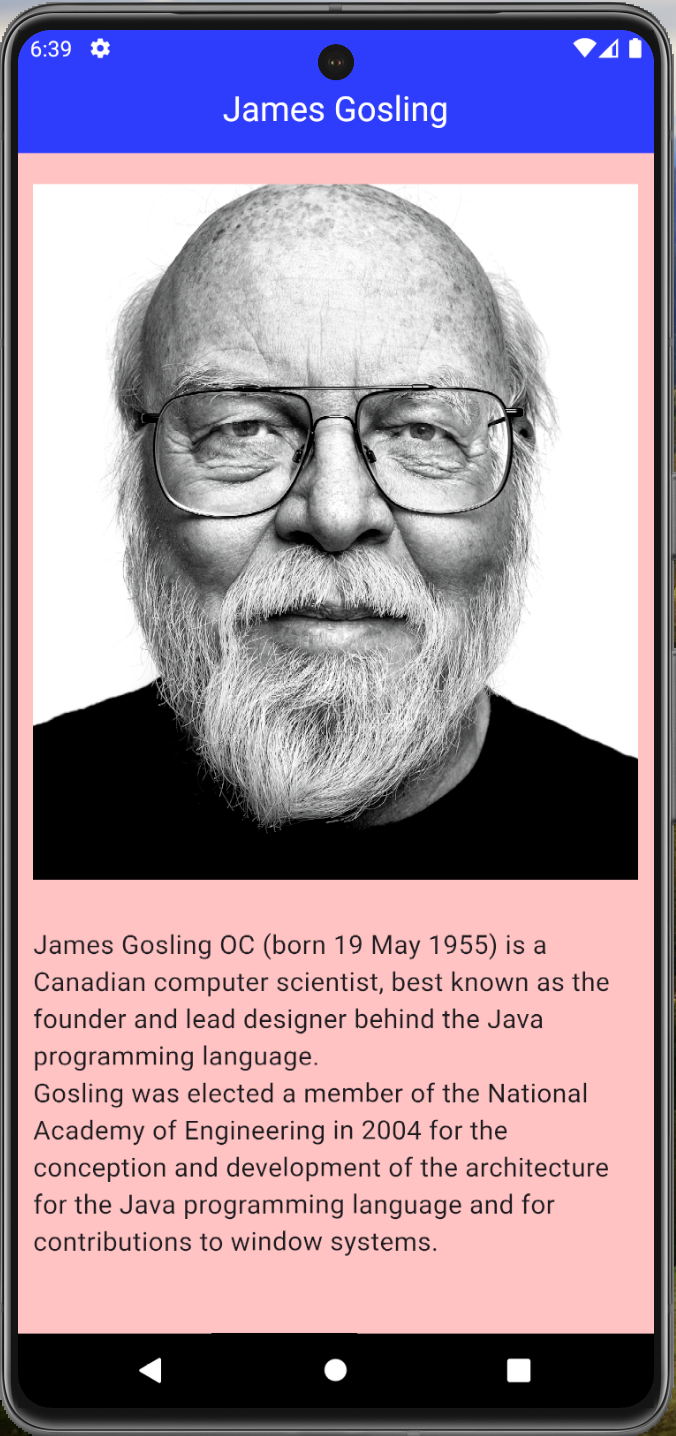 6:39
James Gosling
James Gosling OC (born 19 May 1955) is a
Canadian computer scientist, best known as the
founder and lead designer behind the Java
programming language.
Gosling was elected a member of the National
Academy of Engineering in 2004 for the
conception and development of the architecture
for the Java programming language and for
contributions to window systems.